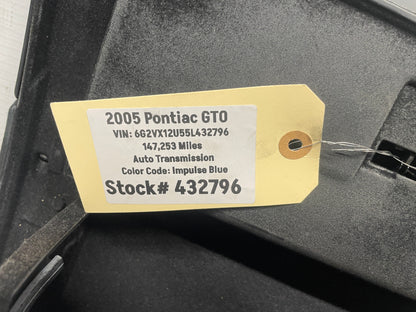 2005 Pontiac GTO
VIN: 6G2VX12U55L432796
147,253 Miles
Auto Transmission
Color Code: Impulse Blue
Stock# 432796